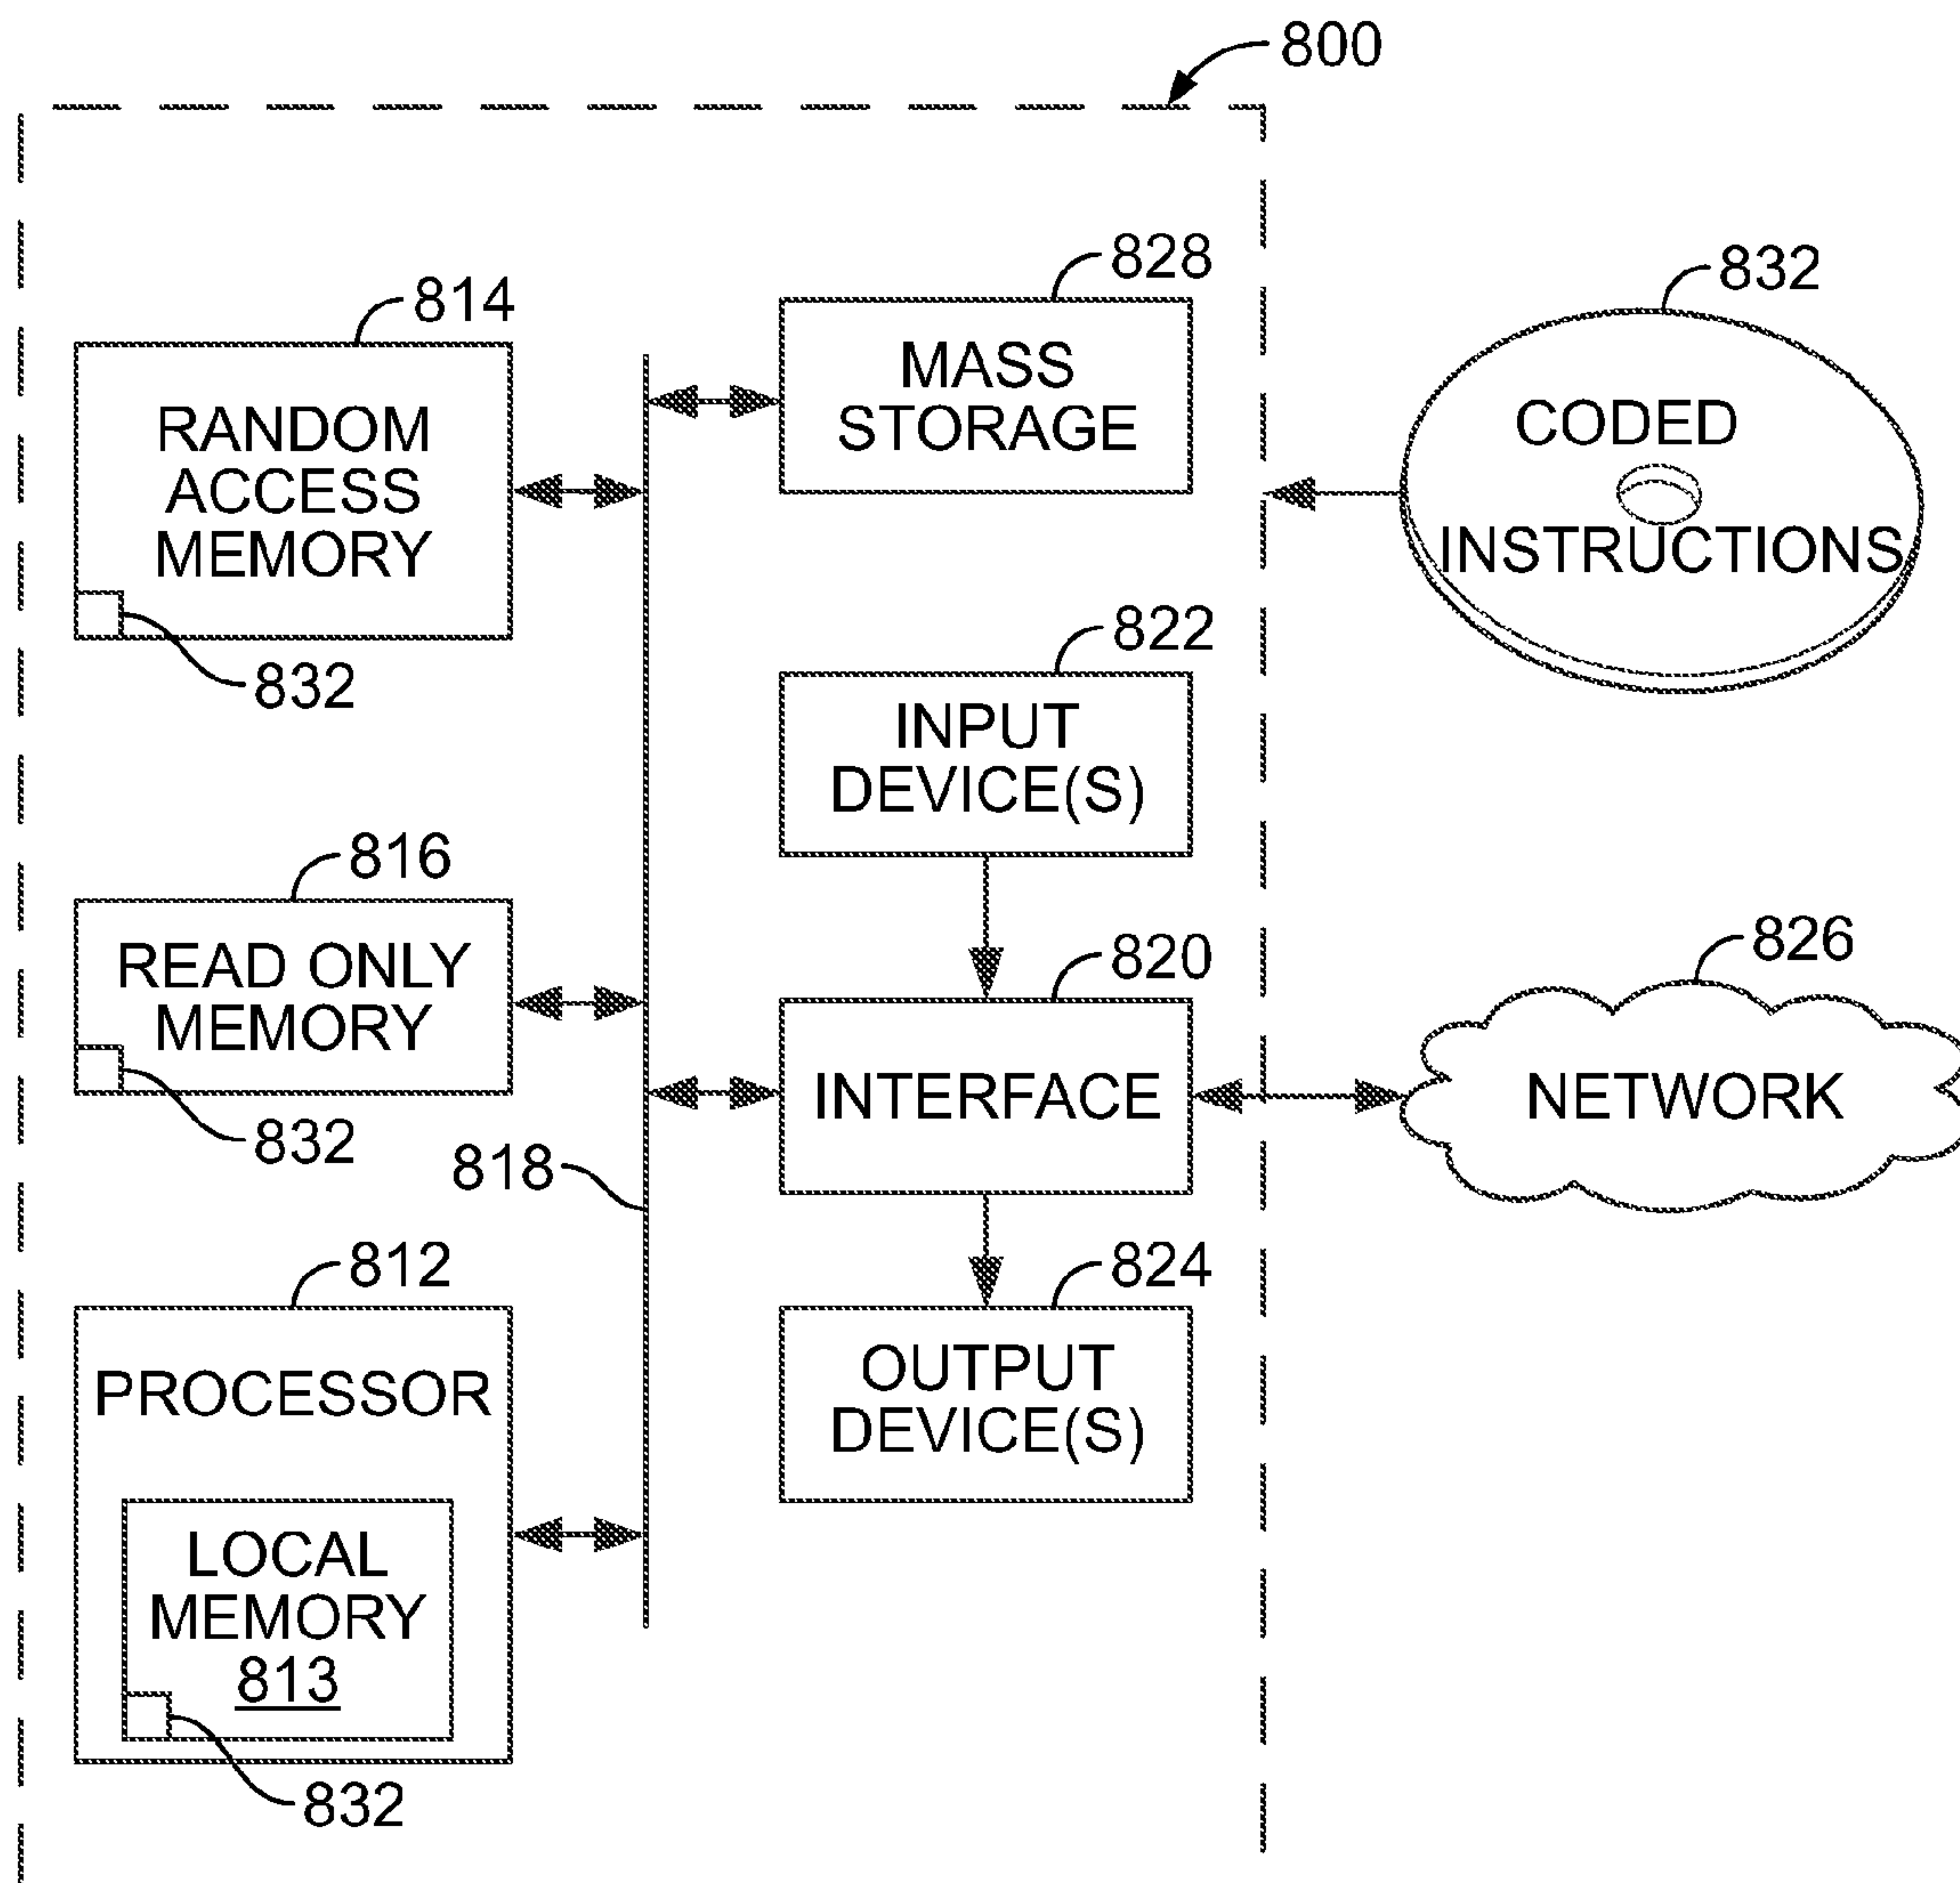 800
828
832
814
MASS
STORAGE
RANDOM
ACCESS
MEMORY
CODED
INSTRUCTIONS
822
832
INPUT
DEVICE(S)
816
820
826
READ ONLY
MEMORY
INTERFACE
NETWORK
832
818
812
824
PROCESSOR
OUTPUT
DEVICE(S)
LOCAL
MEMORY
813
832